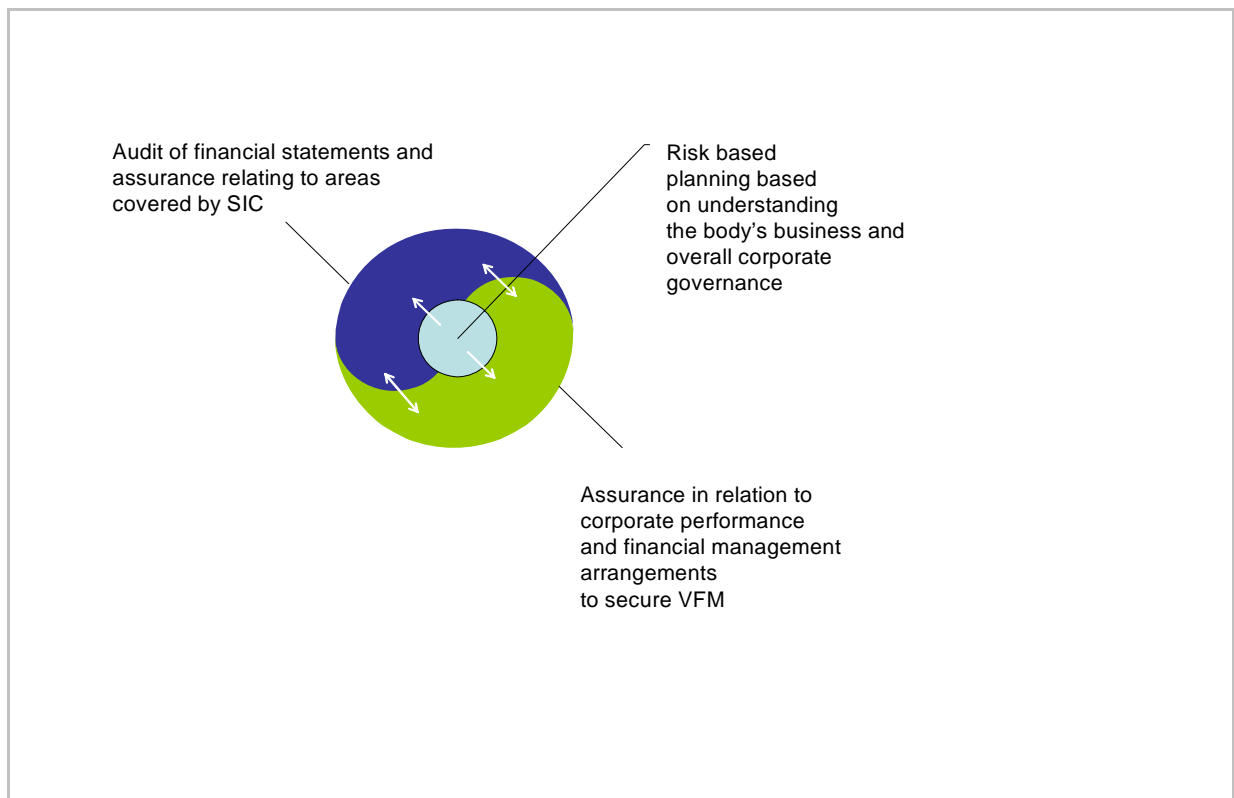 Audit of financial statements and
assurance relating to areas
covered by SIC
Risk based
planning based
on understanding
the body’s business and
overall corporate
governance
Assurance in relation to
corporate performance
and financial management
arrangements
to secure VFM